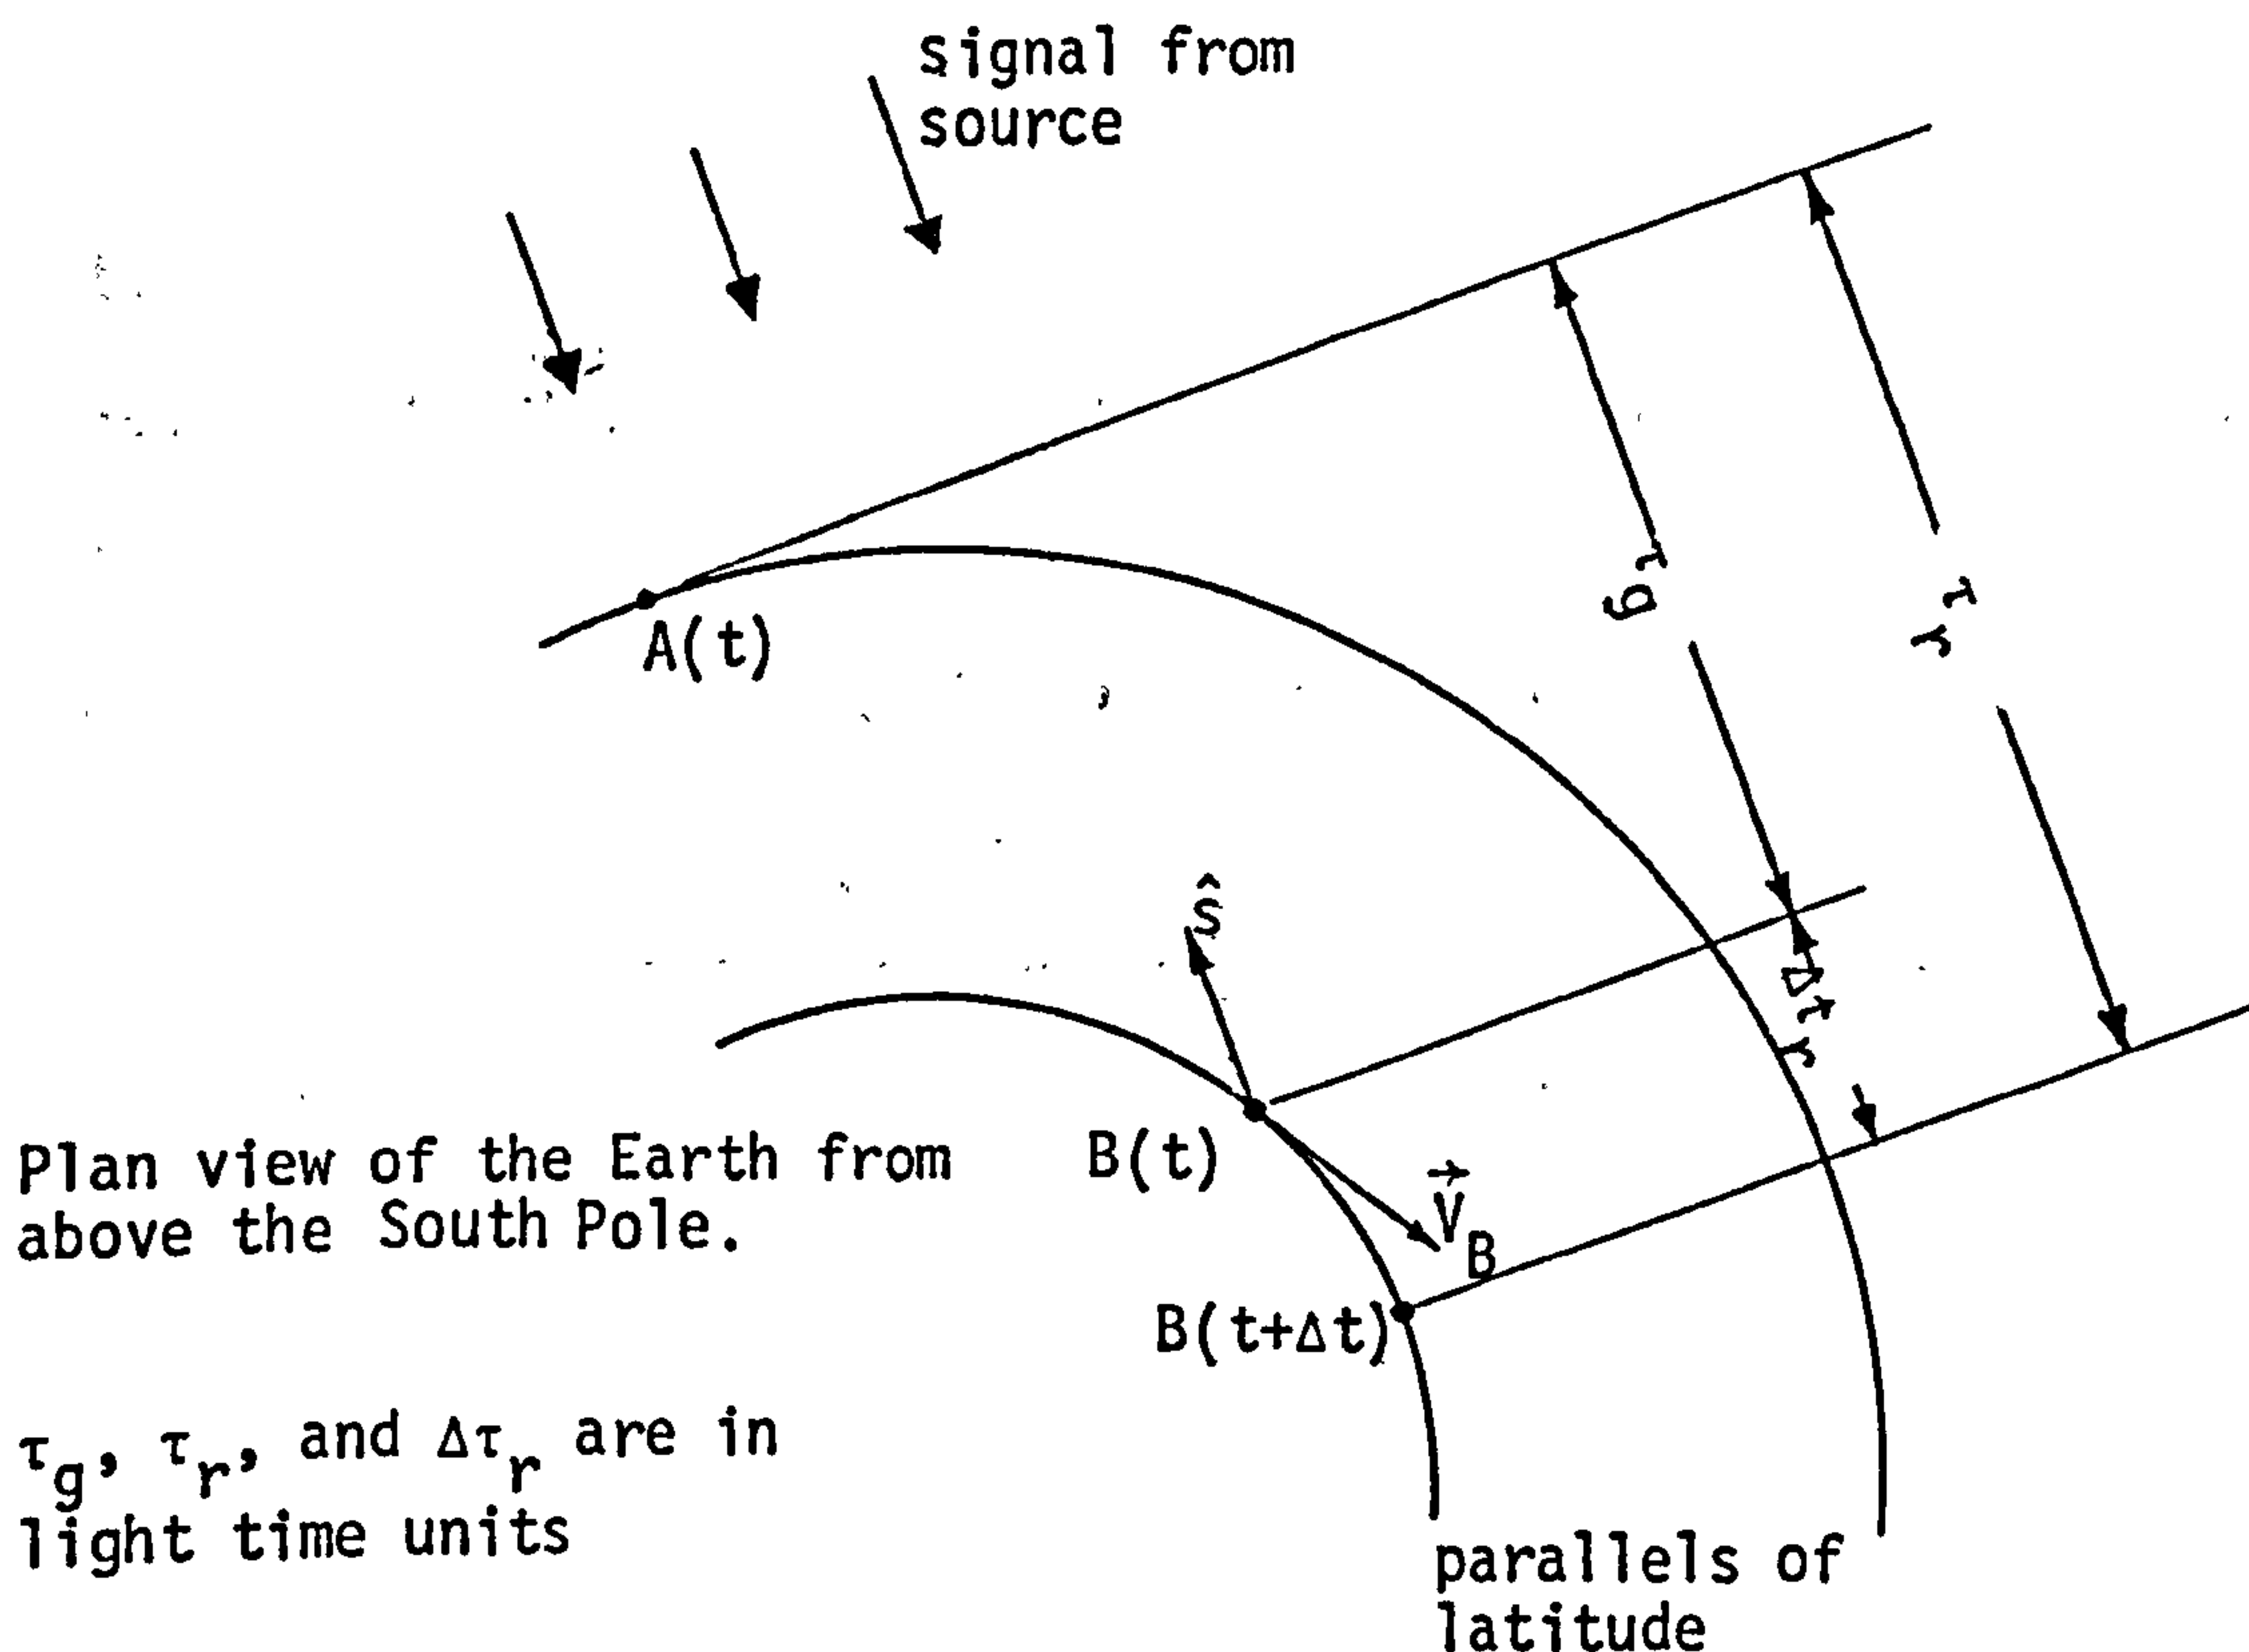 signal from
source
τg
τr
A(t)
ŝ
Δτr
B(t)
V⃗B
B(t+Δt)
Plan view of the Earth from
above the South Pole.
τg, τr, and Δτr are in
light time units
parallels of
latitude